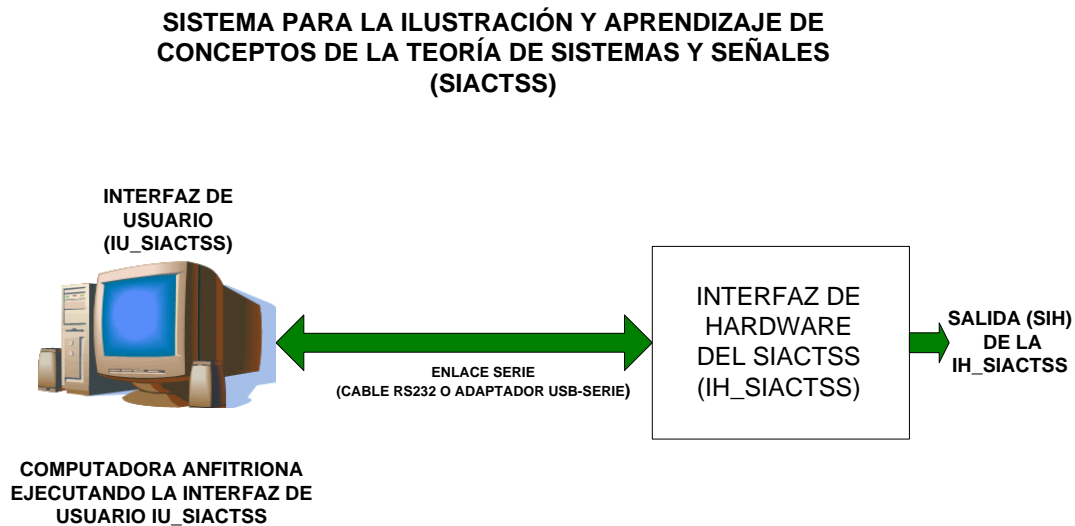 SISTEMA PARA LA ILUSTRACIÓN Y APRENDIZAJE DE
CONCEPTOS DE LA TEORÍA DE SISTEMAS Y SEÑALES
(SIACTSS)
INTERFAZ DE
USUARIO
(IU_SIACTSS)
ENLACE SERIE
(CABLE RS232 O ADAPTADOR USB-SERIE)
INTERFAZ DE
HARDWARE
DEL SIACTSS
(IH_SIACTSS)
SALIDA (SIH)
DE LA
IH_SIACTSS
COMPUTADORA ANFITRIONA
EJECUTANDO LA INTERFAZ DE
USUARIO IU_SIACTSS